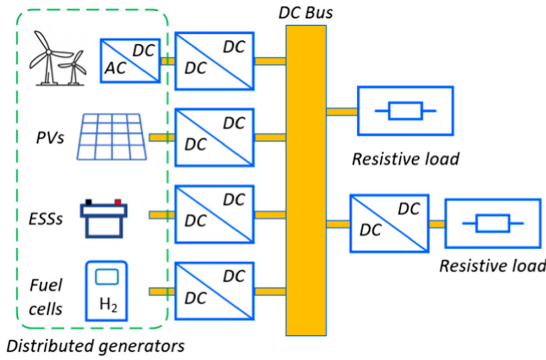 DC Bus
DC
AC
DC
DC
PVs
DC
DC
Resistive load
ESSs
DC
DC
DC
DC
Resistive load
Fuel
cells
H2
DC
DC
Distributed generators